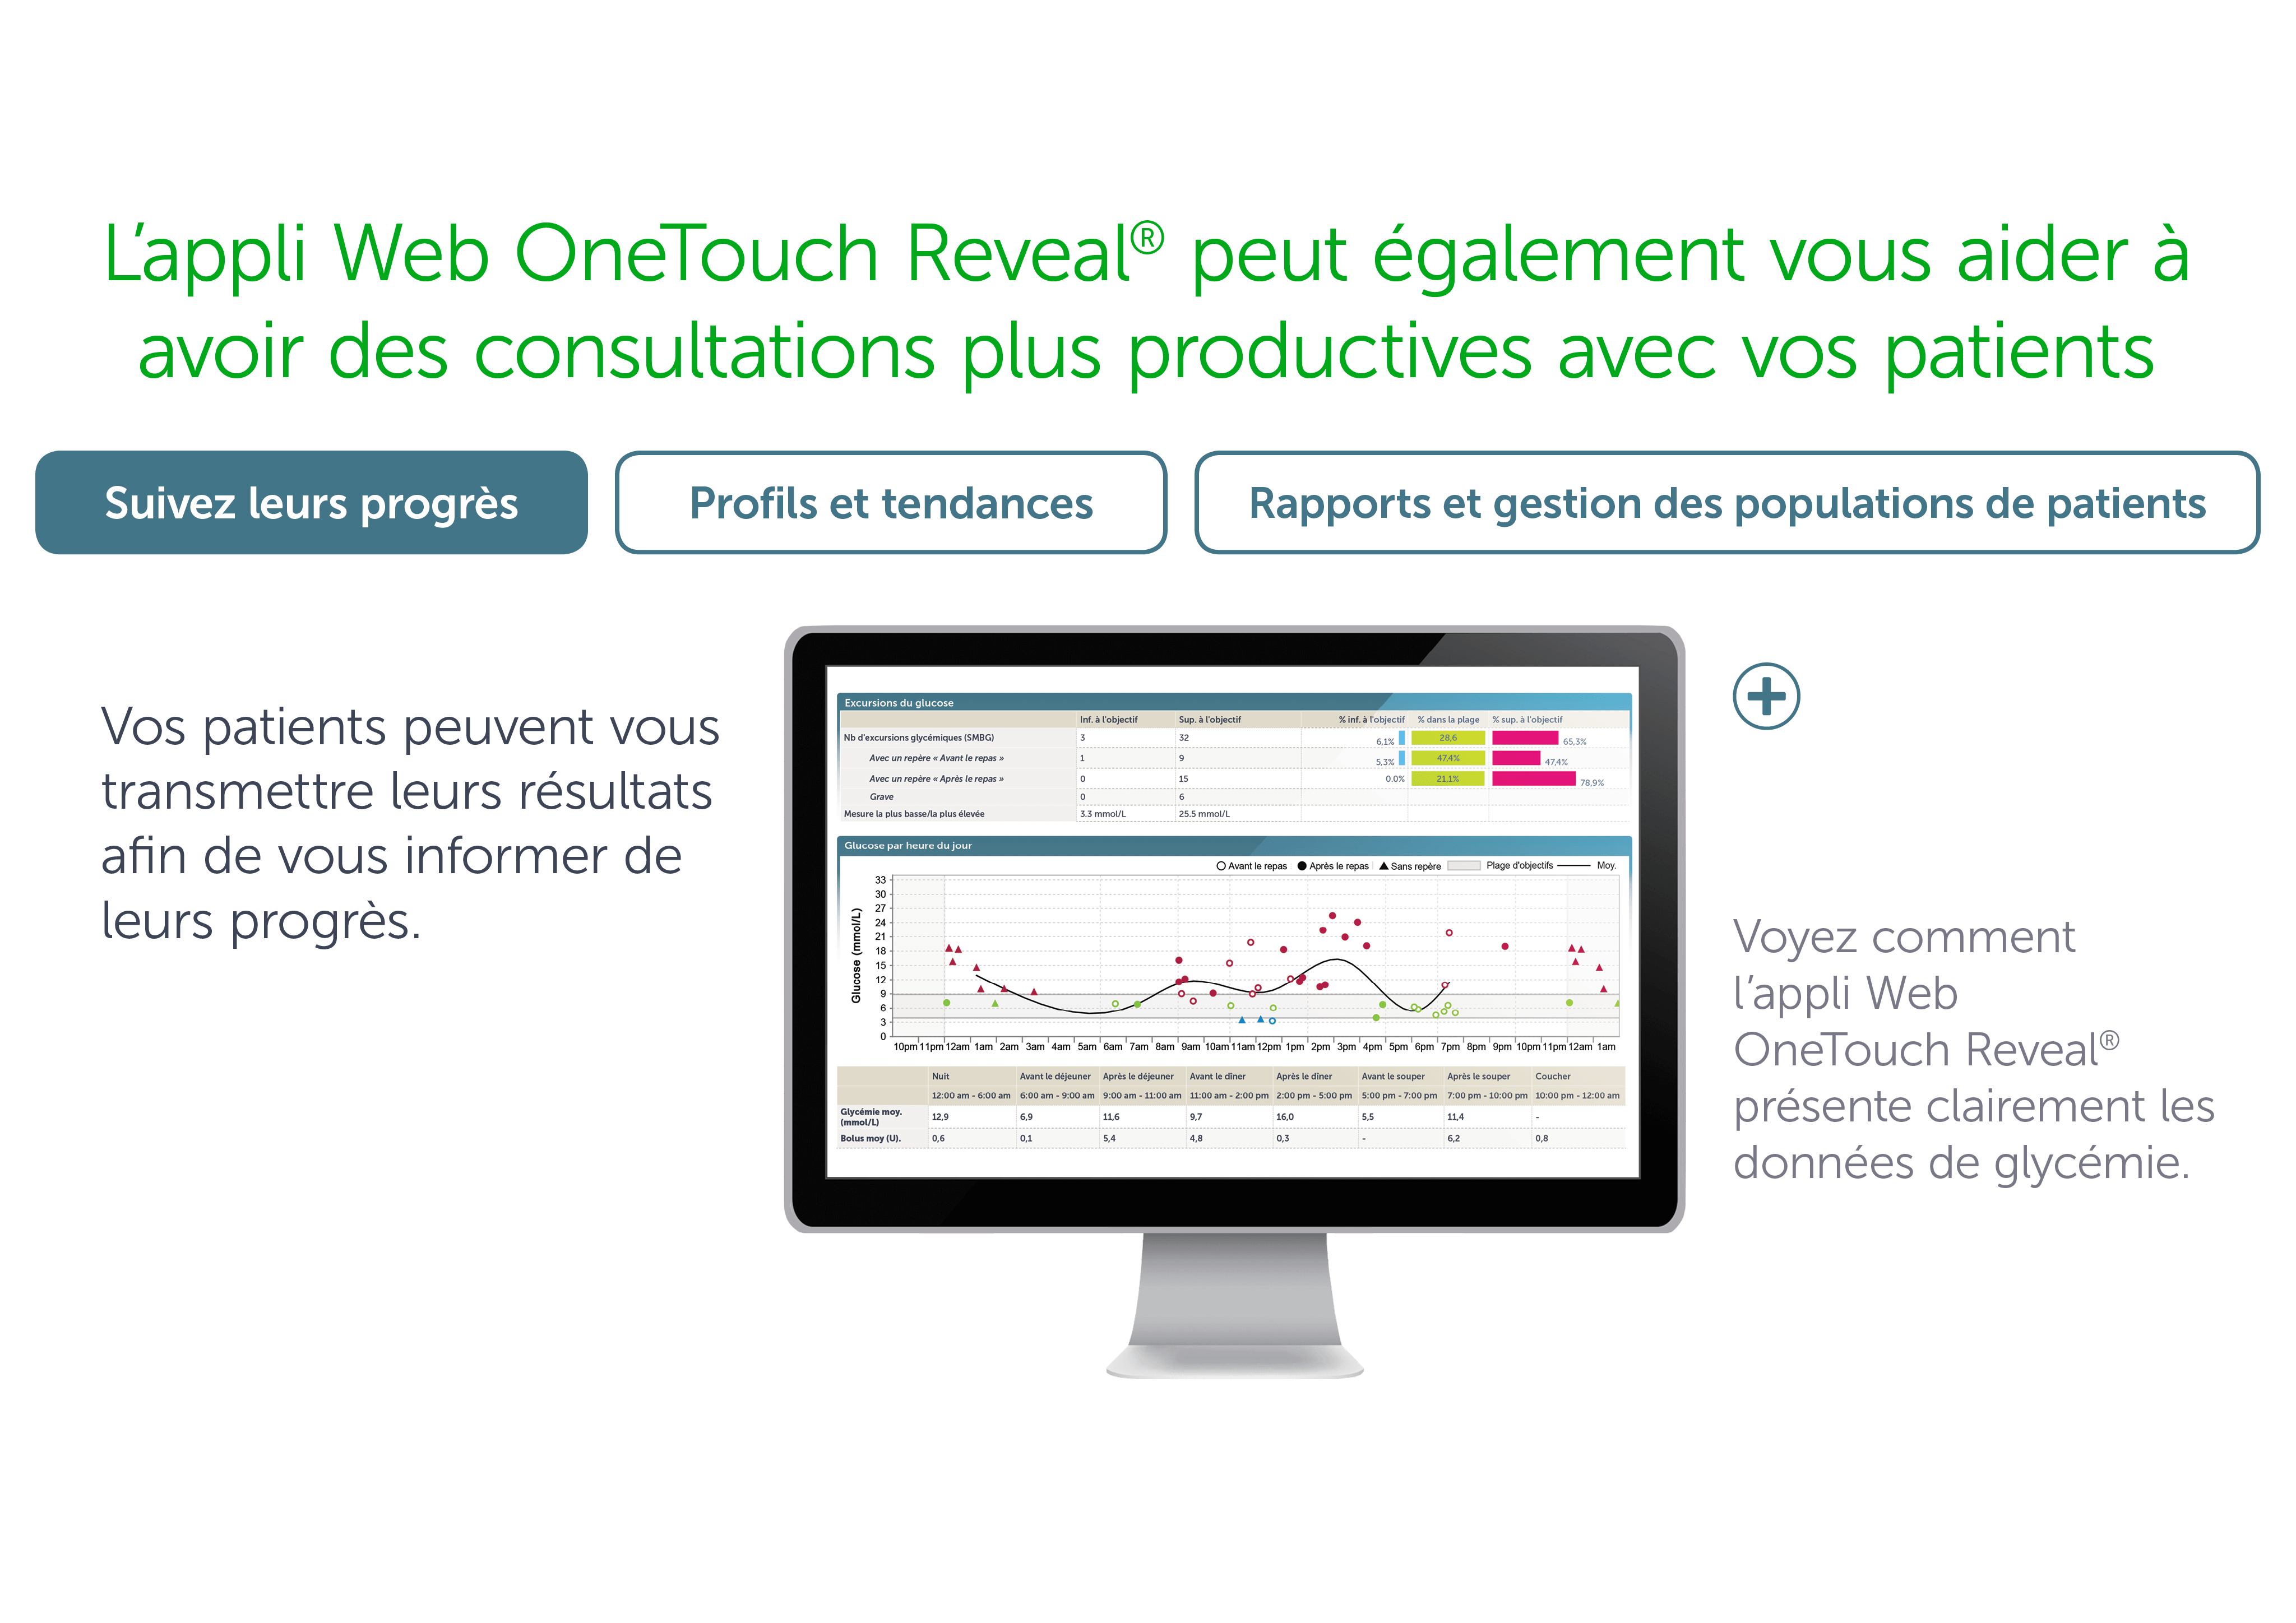 L’appli Web OneTouch Reveal® peut également vous aider à
avoir des consultations plus productives avec vos patients
Suivez leurs progrès
Profils et tendances
Rapports et gestion des populations de patients
Vos patients peuvent vous
transmettre leurs résultats
afin de vous informer de
leurs progrès.
Excursions du glucose
Inf. à l'objectif Sup. à l'objectif % inf. à l'objectif % dans la plage % sup. à l'objectif
Nb d'excursions glycémiques (SMBG) 3 32 6,1% 28,6 65,3%
Avec un repère « Avant le repas » 1 9 5,3% 47,4% 47,4%
Avec un repère « Après le repas » 0 15 0.0% 21,1% 78,9%
Grave 0 6
Mesure la plus basse/la plus élevée 3.3 mmol/L 25.5 mmol/L
Glucose par heure du jour
Avant le repas Après le repas Sans repère Plage d'objectifs Moy.
Glucose (mmol/L)
33
30
27
24
21
18
15
12
9
6
3
0
10pm 11pm 12am 1am 2am 3am 4am 5am 6am 7am 8am 9am 10am 11am 12pm 1pm 2pm 3pm 4pm 5pm 6pm 7pm 8pm 9pm 10pm 11pm 12am 1am
Nuit Avant le déjeuner Après le déjeuner Avant le dîner Après le dîner Avant le souper Après le souper Coucher
12:00 am - 6:00 am 6:00 am - 9:00 am 9:00 am - 11:00 am 11:00 am - 2:00 pm 2:00 pm - 5:00 pm 5:00 pm - 7:00 pm 7:00 pm - 10:00 pm 10:00 pm - 12:00 am
Glycémie moy.
(mmol/L) 12,9 6,9 11,6 9,7 16,0 5,5 11,4 -
Bolus moy (U). 0,6 0,1 5,4 4,8 0,3 - 6,2 0,8
Voyez comment
l’appli Web
OneTouch Reveal®
présente clairement les
données de glycémie.